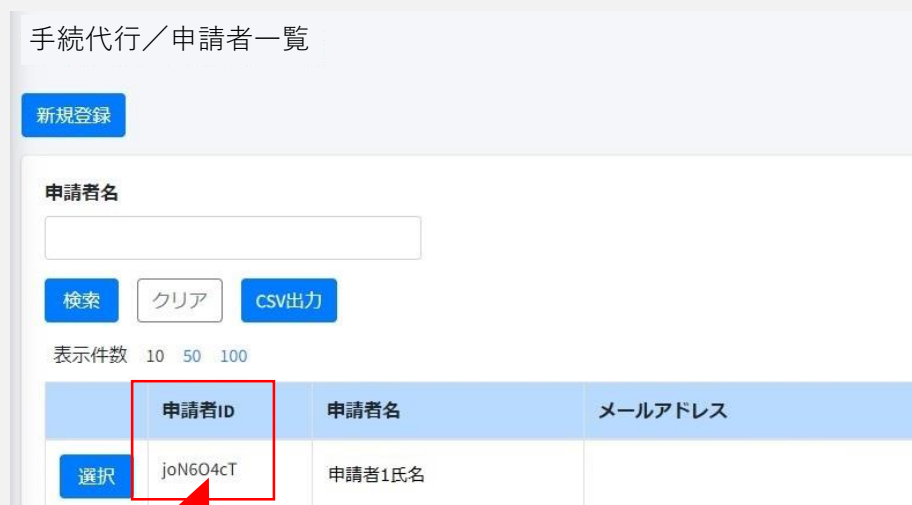 手続代行／申請者一覧
新規登録
申請者名
検索 クリア CSV出力
表示件数 10 50 100
申請者ID 申請者名 メールアドレス
選択 joN6O4cT 申請者1氏名